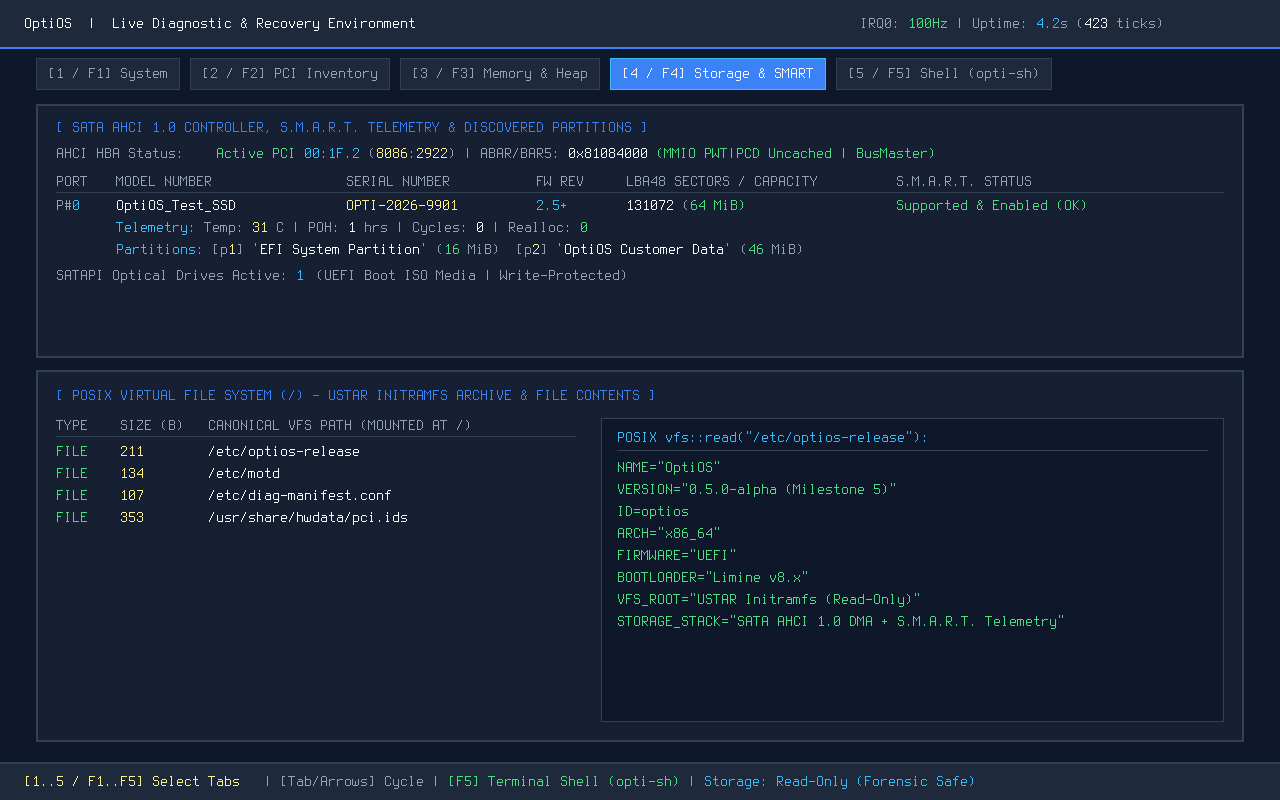 OptiOS | Live Diagnostic & Recovery Environment IRQ0: 100Hz | Uptime: 4.2s (423 ticks)
[1 / F1] System [2 / F2] PCI Inventory [3 / F3] Memory & Heap [4 / F4] Storage & SMART [5 / F5] Shell (opti-sh)
[ SATA AHCI 1.0 CONTROLLER, S.M.A.R.T. TELEMETRY & DISCOVERED PARTITIONS ]
AHCI HBA Status: Active PCI 00:1F.2 (8086:2922) | ABAR/BAR5: 0x81084000 (MMIO PWT|PCD Uncached | BusMaster)
PORT MODEL NUMBER SERIAL NUMBER FW REV LBA48 SECTORS / CAPACITY S.M.A.R.T. STATUS
P#0 OptiOS_Test_SSD OPTI-2026-9901 2.5+ 131072 (64 MiB) Supported & Enabled (OK)
Telemetry: Temp: 31 C | POH: 1 hrs | Cycles: 0 | Realloc: 0
Partitions: [p1] 'EFI System Partition' (16 MiB) [p2] 'OptiOS Customer Data' (46 MiB)
SATAPI Optical Drives Active: 1 (UEFI Boot ISO Media | Write-Protected)
[ POSIX VIRTUAL FILE SYSTEM (/) - USTAR INITRAMFS ARCHIVE & FILE CONTENTS ]
TYPE SIZE (B) CANONICAL VFS PATH (MOUNTED AT /)
FILE 211 /etc/optios-release
FILE 134 /etc/motd
FILE 107 /etc/diag-manifest.conf
FILE 353 /usr/share/hwdata/pci.ids
POSIX vfs::read("/etc/optios-release"):
NAME="OptiOS"
VERSION="0.5.0-alpha (Milestone 5)"
ID=optios
ARCH="x86_64"
FIRMWARE="UEFI"
BOOTLOADER="Limine v8.x"
VFS_ROOT="USTAR Initramfs (Read-Only)"
STORAGE_STACK="SATA AHCI 1.0 DMA + S.M.A.R.T. Telemetry"
[1..5 / F1..F5] Select Tabs | [Tab/Arrows] Cycle | [F5] Terminal Shell (opti-sh) | Storage: Read-Only (Forensic Safe)